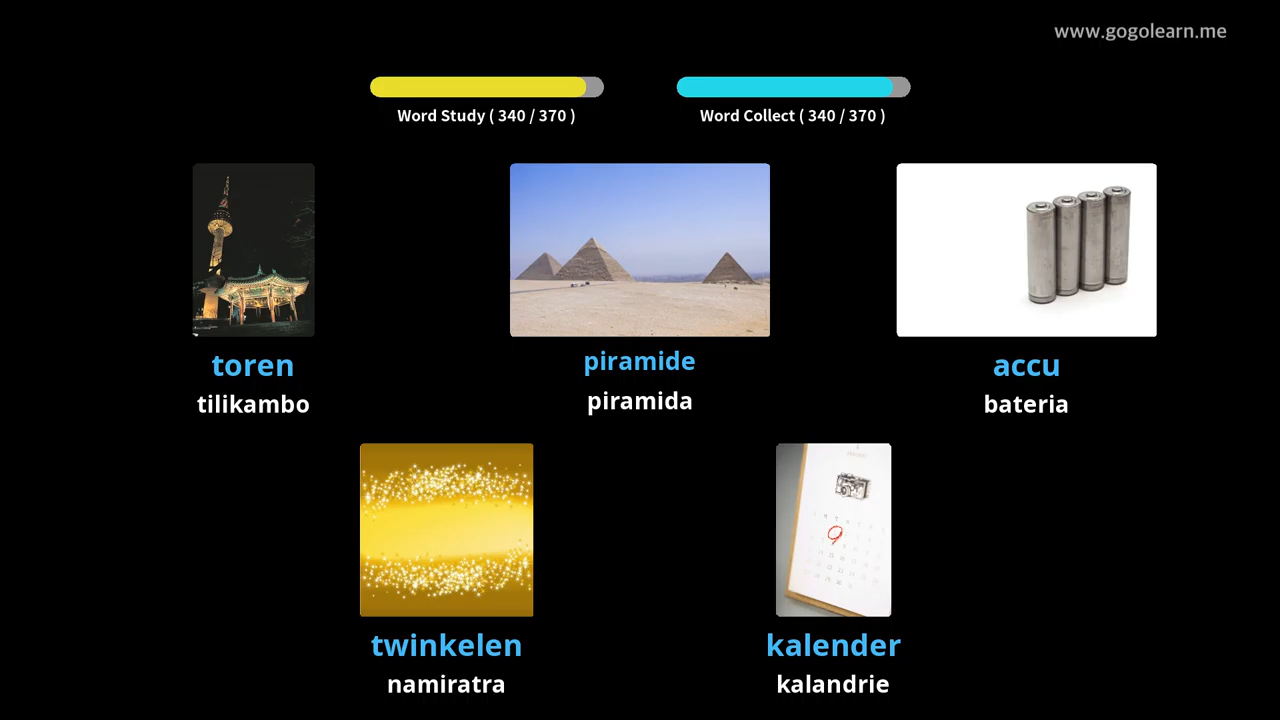 www.gogolearn.me
Word Study ( 340 / 370 )
Word Collect ( 340 / 370 )
toren
tilikambo
piramide
piramida
accu
bateria
twinkelen
namiratra
kalender
kalandrie